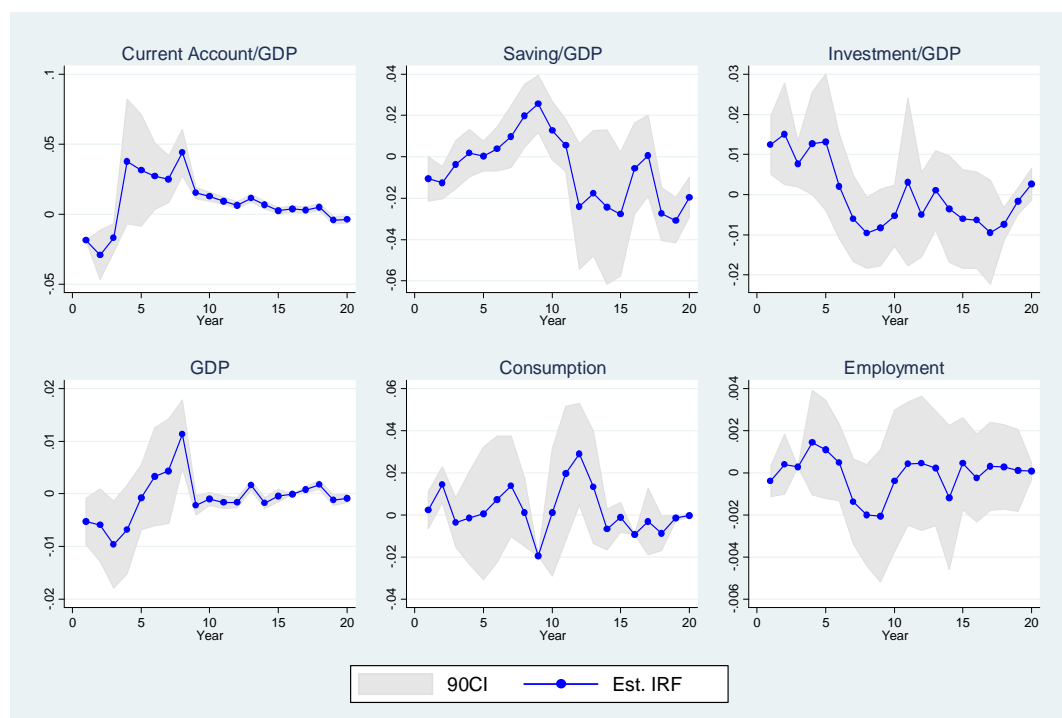 Current Account/GDP
.1
.05
0
-.05
0 5 10 15 20
Year
Saving/GDP
.04
.02
0
-.02
-.04
-.06
0 5 10 15 20
Year
Investment/GDP
.03
.02
.01
0
-.01
-.02
0 5 10 15 20
Year
GDP
.02
.01
0
-.01
-.02
0 5 10 15 20
Year
Consumption
.06
.04
.02
0
-.02
-.04
0 5 10 15 20
Year
Employment
.004
.002
0
-.002
-.004
-.006
0 5 10 15 20
Year
90CI Est. IRF